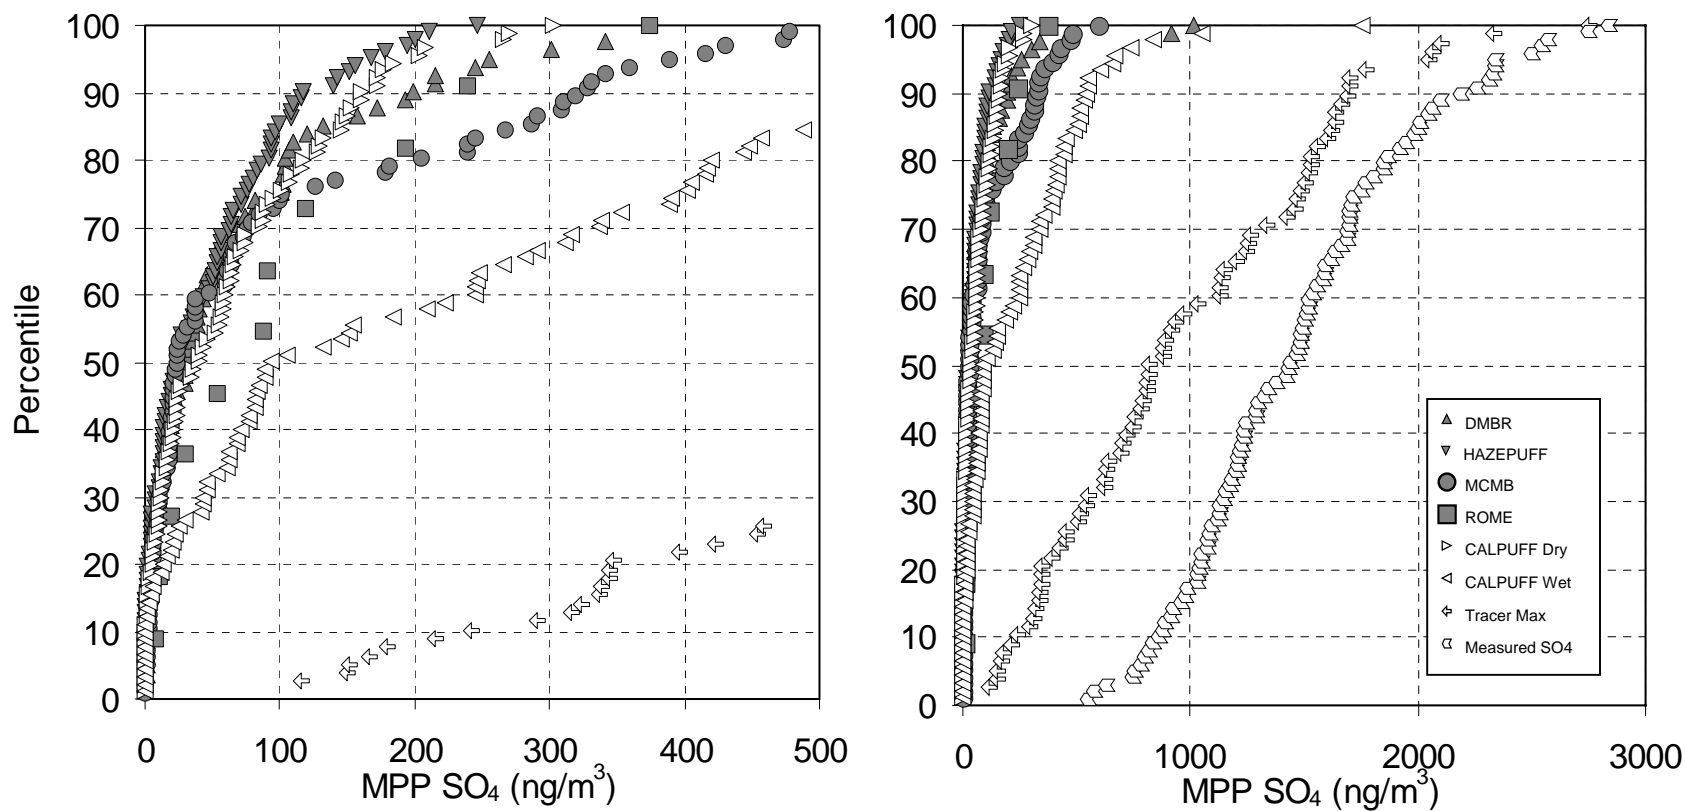 Percentile
100
90
80
70
60
50
40
30
20
10
0
0 100 200 300 400 500
MPP SO4 (ng/m3)
100
90
80
70
60
50
40
30
20
10
0
DMBR
HAZEPUFF
MCMB
ROME
CALPUFF Dry
CALPUFF Wet
Tracer Max
Measured SO4
0 1000 2000 3000
MPP SO4 (ng/m3)